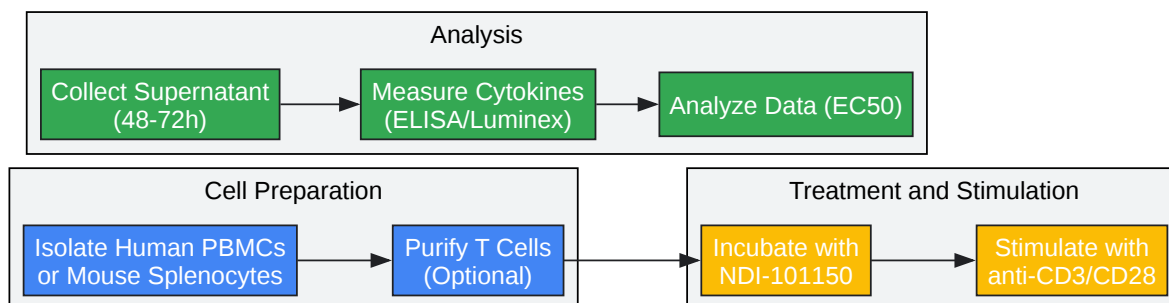 Analysis
Collect Supernatant
(48-72h)
Measure Cytokines
(ELISA/Luminex)
Analyze Data (EC50)
Cell Preparation
Isolate Human PBMCs
or Mouse Splenocytes
Purify T Cells
(Optional)
Treatment and Stimulation
Incubate with
NDI-101150
Stimulate with
anti-CD3/CD28